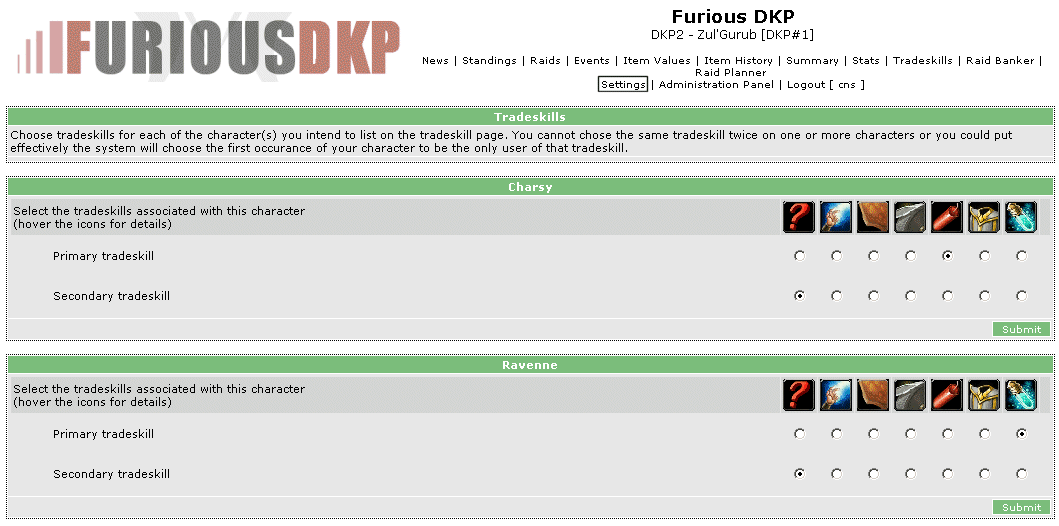 FURIOUSDKP
Furious DKP
DKP2 - Zul'Gurub [DKP#1]
News | Standings | Raids | Events | Item Values | Item History | Summary | Stats | Tradeskills | Raid Banker |
Raid Planner
Settings | Administration Panel | Logout [ cns ]
Tradeskills
Choose tradeskills for each of the character(s) you intend to list on the tradeskill page. You cannot chose the same tradeskill twice on one or more characters or you could put
effectively the system will choose the first occurance of your character to be the only user of that tradeskill.
Charsy
Select the tradeskills associated with this character
(hover the icons for details)
Primary tradeskill
Secondary tradeskill
Submit
Ravenne
Select the tradeskills associated with this character
(hover the icons for details)
Primary tradeskill
Secondary tradeskill
Submit